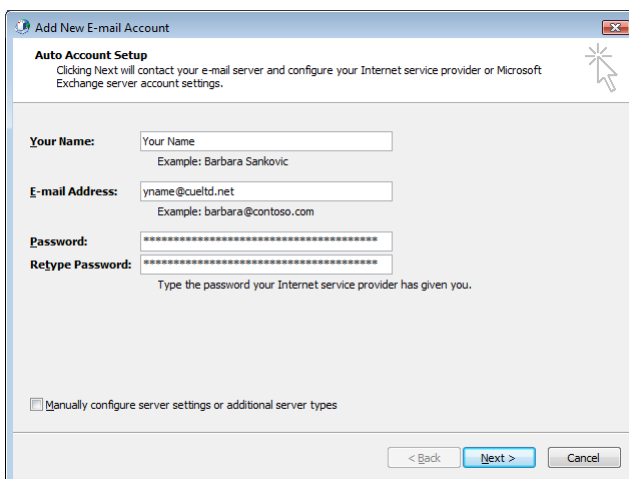 Add New E-mail Account
Auto Account Setup
Clicking Next will contact your e-mail server and configure your Internet service provider or Microsoft
Exchange server account settings.
Your Name: Your Name
Example: Barbara Sankovic
E-mail Address: yname@cueltd.net
Example: barbara@contoso.com
Password: ****************************************
Retype Password: ****************************************
Type the password your Internet service provider has given you.
Manually configure server settings or additional server types
< Back Next > Cancel